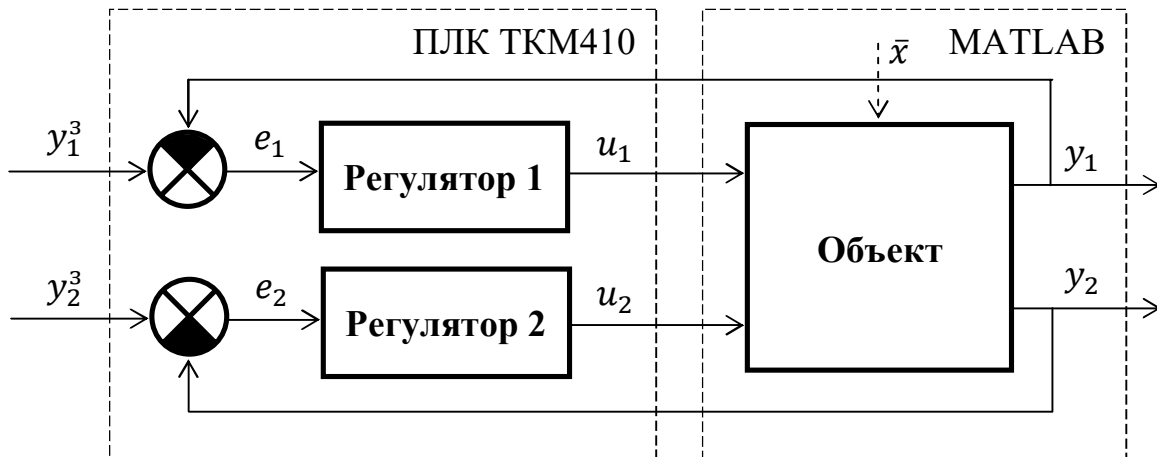 ПЛК ТКМ410
MATLAB
x̄
y₁³
e₁
Регулятор 1
u₁
y₁
Объект
y₂³
e₂
Регулятор 2
u₂
y₂